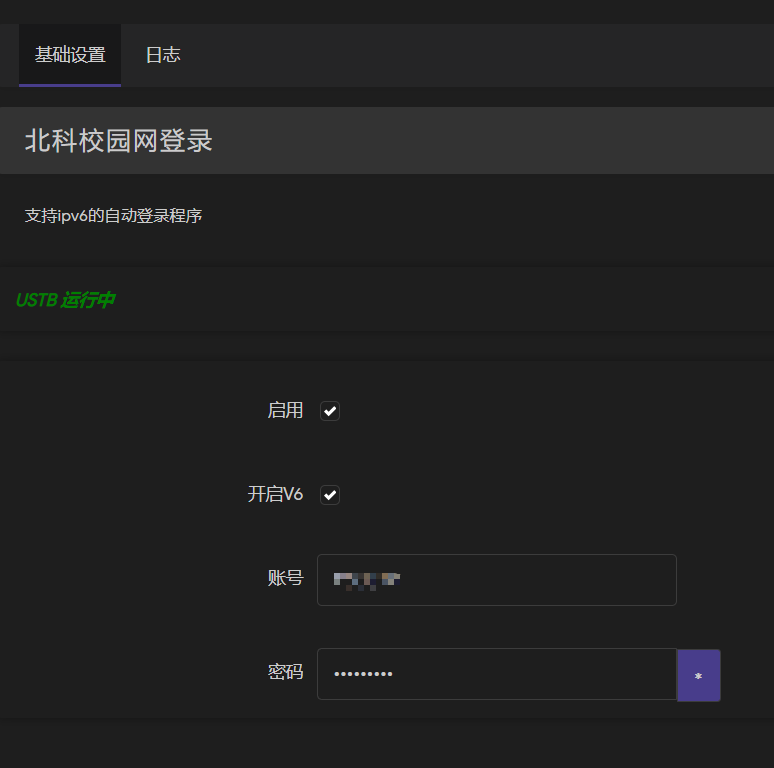 基础设置 日志
北科校园网登录
支持ipv6的自动登录程序
USTB 运行中
启用
开启V6
账号
密码 ••••••••• *